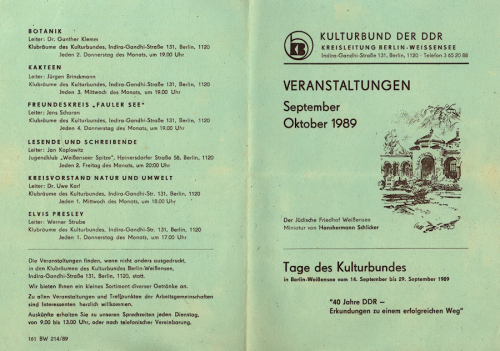 BOTANIK
Leiter: Dr. Günther Klemm
Klubräume des Kulturbundes, Indira-Gandhi-Straße 131, Berlin, 1120
Jeden 2. Donnerstag des Monats, um 19.00 Uhr
KAKTEEN
Leiter: Jürgen Brinckmann
Klubräume des Kulturbundes, Indira-Gandhi-Straße 131, Berlin, 1120
Jeden 3. Mittwoch des Monats, um 19.00 Uhr
FREUNDESKREIS „FAULER SEE"
Leiter: Jens Scharon
Klubräume des Kulturbundes, Indira-Gandhi-Straße 131, Berlin, 1120
Jeden 4. Donnerstag des Monats, um 19.00 Uhr
LESENDE UND SCHREIBENDE
Leiter: Jan Koplowitz
Jugendklub „Weißenseer Spitze", Straße 58, Berlin, 1120
Jeden 2. Freitag des Monats, um 20.00 Uhr
KREISVORSTAND NATUR UND UMWELT
Leiter: Dr. Uwe Karl
Klubräume des Kulturbundes, Indira-Gandhi-Str. 131, Berlin, 1120
Jeden 1. Mittwoch des Monats, um 18.00 Uhr
ELVIS PRESLEY
Leiter: Werner Strube
Klubräume des Kulturbundes, Indira-Gandhi-Str. 131, Berlin, 1120
Jeden 1. Donnerstag des Monats, um 17.00 Uhr
Die Veranstaltungen finden, wenn nicht anders ausgedruckt,
in den Klubräumen des Kulturbundes Berlin-Weißensee,
Indira-Gandhi-Straße 131, Berlin, 1120, statt.
Wir bieten Ihnen ein kleines Sortiment diverser Getränke an.
Zu allen Veranstaltungen und Treffpunkten der Arbeitsgemeinschaften
sind Interessenten herzlich willkommen.
Auskünfte erhalten Sie zu unseren Sprechzeiten jeden Dienstag,
von 9.00 bis 13.00 Uhr, oder nach telefonischer Vereinbarung.
101 BW 214/89
KULTURBUND DER DDR
KREISLEITUNG BERLIN-WEISSENSEE
Indira-Gandhi-Straße 131, Berlin, 1120 · Telefon 3 65 20 88
VERANSTALTUNGEN
September
Oktober 1989
Der Jüdische Friedhof Weißensee
Miniatur von Hanshermann Schlicker
Tage des Kulturbundes
in Berlin-Weißensee vom 14. September bis 29. September 1989
"40 Jahre DDR –
Erkundungen zu einem erfolgreichen Weg"